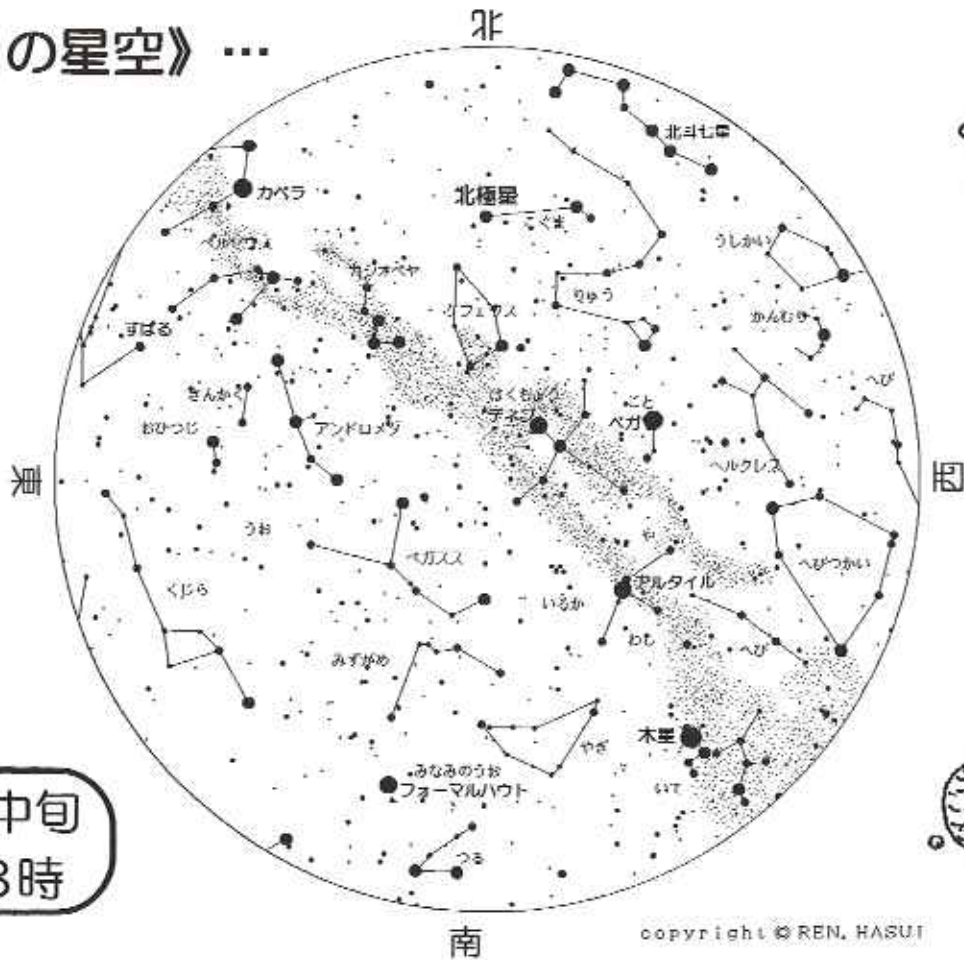 の星空》…
北
北斗七星
カペラ
北極星
こぐま
ペルセウス
うしかい
カシオペヤ
りゅう
ケフェウス
かんむり
すばる
へび
さんかく
はくちょう
デネブ
こと
ベガ
おひつじ
アンドロメダ
ヘルクレス
東
西
うお
ペガスス
や
へびつかい
くじら
いるか
アルタイル
わし
へび
みずがめ
木星
やぎ
みなみのうお
フォーマルハウト
いて
中旬
8時
つる
南
copyright © REN. HASUI